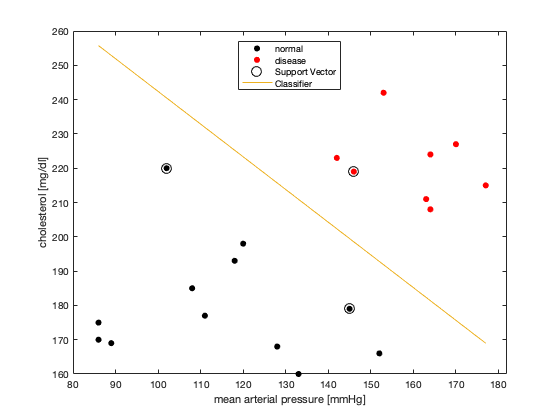 260
250
240
230
220
210
200
190
180
170
160
cholesterol [mg/dl]
normal
disease
Support Vector
Classifier
80 90 100 110 120 130 140 150 160 170 180
mean arterial pressure [mmHg]